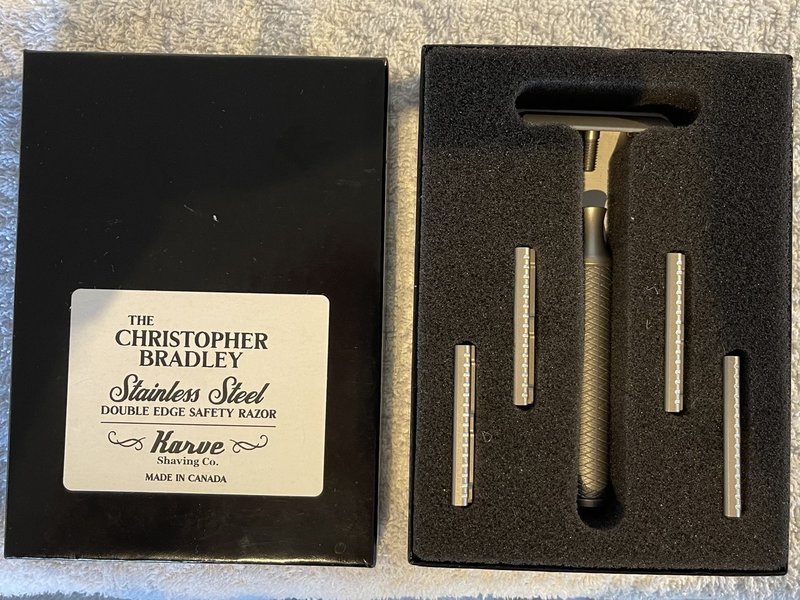 THE
CHRISTOPHER
BRADLEY
Stainless Steel
DOUBLE EDGE SAFETY RAZOR
Karve
Shaving Co.
MADE IN CANADA